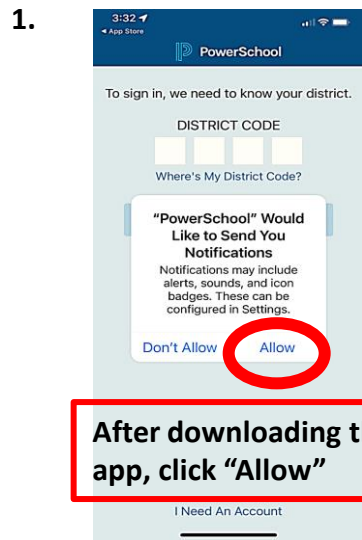 1.
3:32
◄ App Store
PowerSchool
To sign in, we need to know your district.
DISTRICT CODE
Where's My District Code?
"PowerSchool" Would
Like to Send You
Notifications
Notifications may include
alerts, sounds, and icon
badges. These can be
configured in Settings.
Don't Allow Allow
After downloading t
app, click “Allow”
I Need An Account